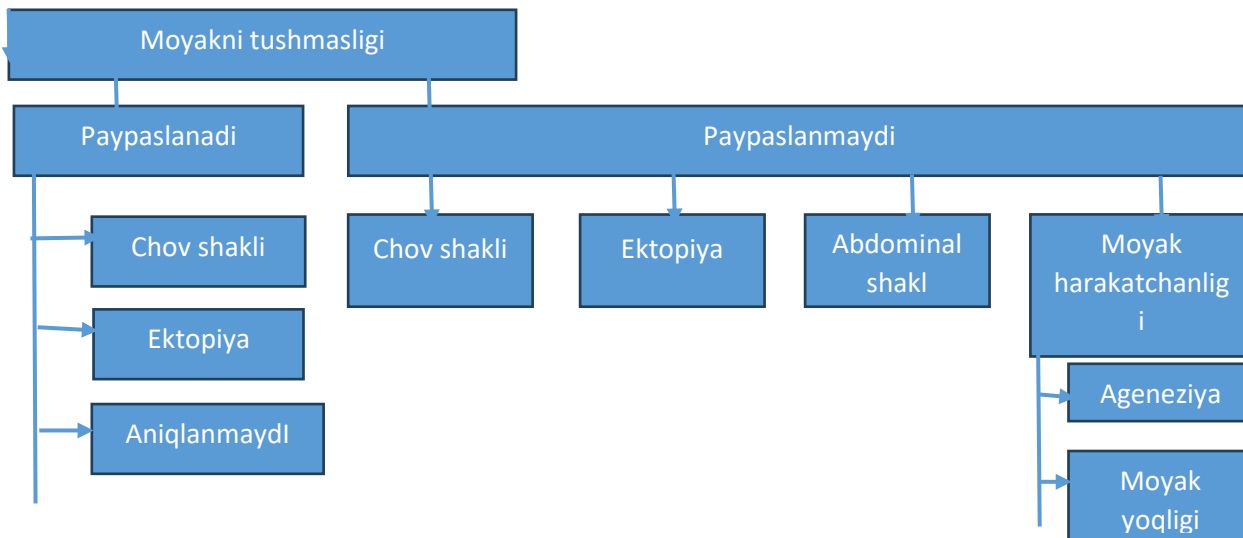 Moyakni tushmasligi
Paypaslanadi
Paypaslanmaydi
Chov shakli
Ektopiya
AniqlanmaydI
Chov shakli
Ektopiya
Abdominal
shakl
Moyak
harakatchanlig
i
Ageneziya
Moyak
yoqligi